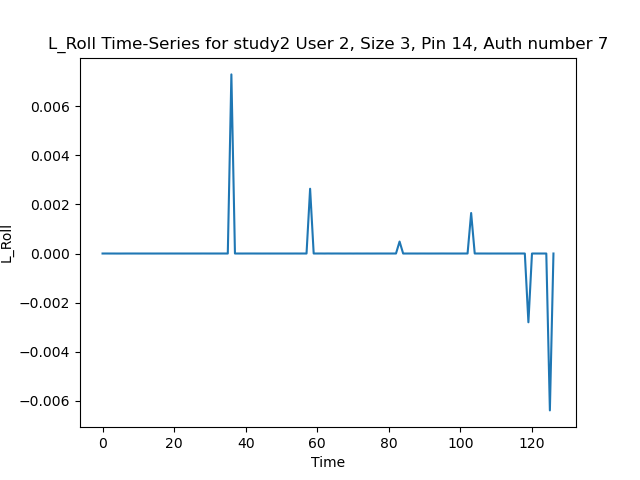 L_Roll Time-Series for study2 User 2, Size 3, Pin 14, Auth number 7
0.006
0.004
0.002
0.000
−0.002
−0.004
−0.006
L_Roll
0 20 40 60 80 100 120
Time